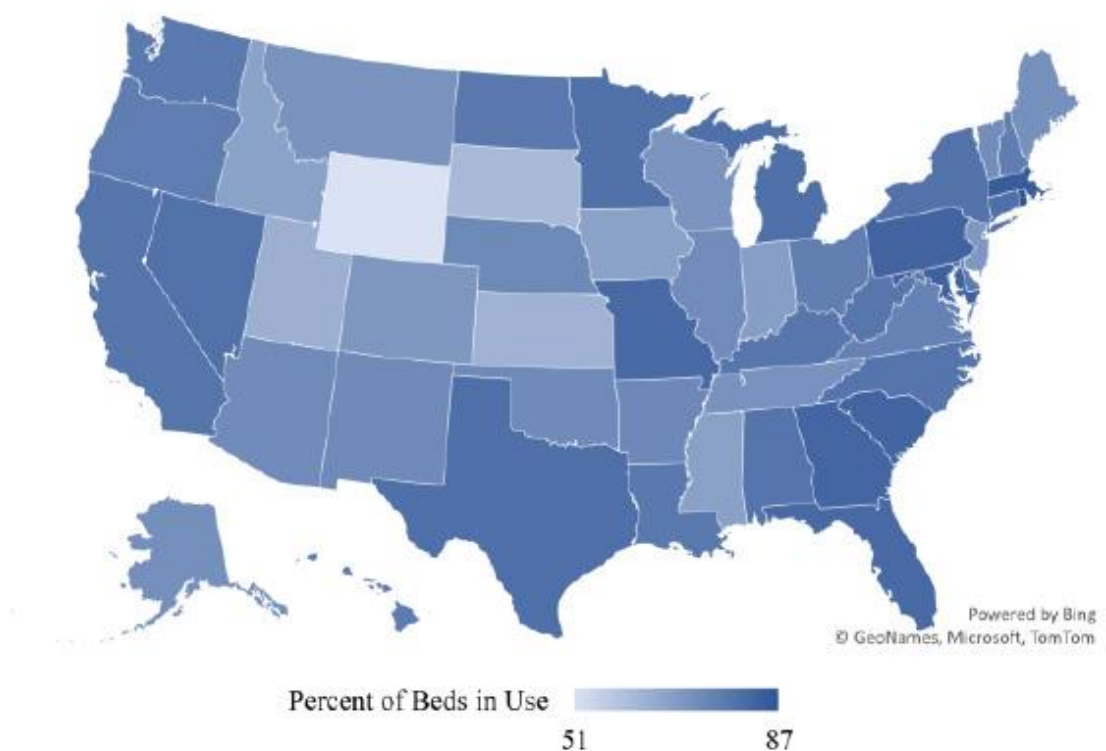 Powered by Bing
© GeoNames, Microsoft, TomTom
Percent of Beds in Use
51 87